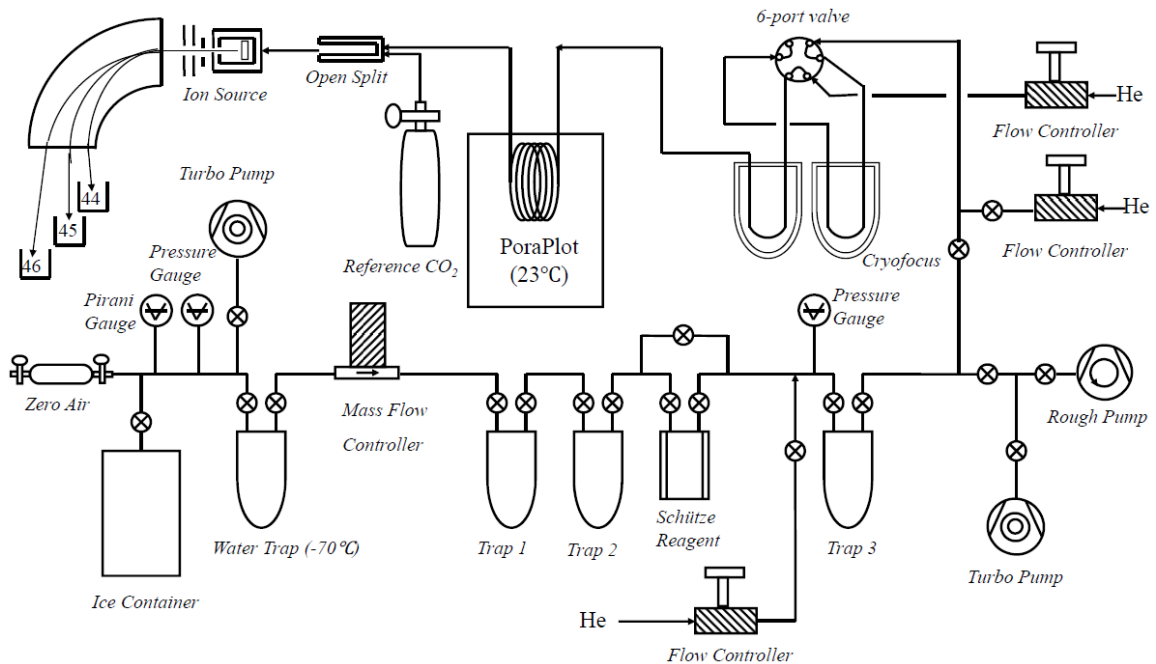 6-port valve
He
Flow Controller
Ion Source
Open Split
44
45
46
Turbo Pump
PoraPlot
(23℃)
Reference CO₂
Cryofocus
He
Flow Controller
Pressure
Gauge
Pirani
Gauge
Pressure
Gauge
Zero Air
Mass Flow
Controller
Rough Pump
Water Trap (-70℃)
Trap 1
Trap 2
Schütze
Reagent
Trap 3
Turbo Pump
Ice Container
He
Flow Controller